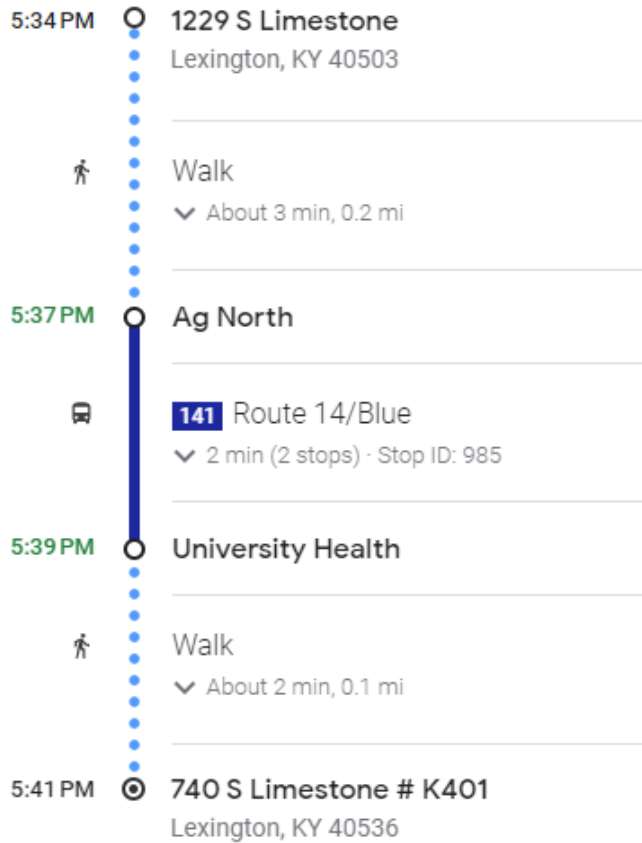 5:34 PM 1229 S Limestone
Lexington, KY 40503
Walk
About 3 min, 0.2 mi
5:37 PM Ag North
141 Route 14/Blue
2 min (2 stops) · Stop ID: 985
5:39 PM University Health
Walk
About 2 min, 0.1 mi
5:41 PM 740 S Limestone # K401
Lexington, KY 40536